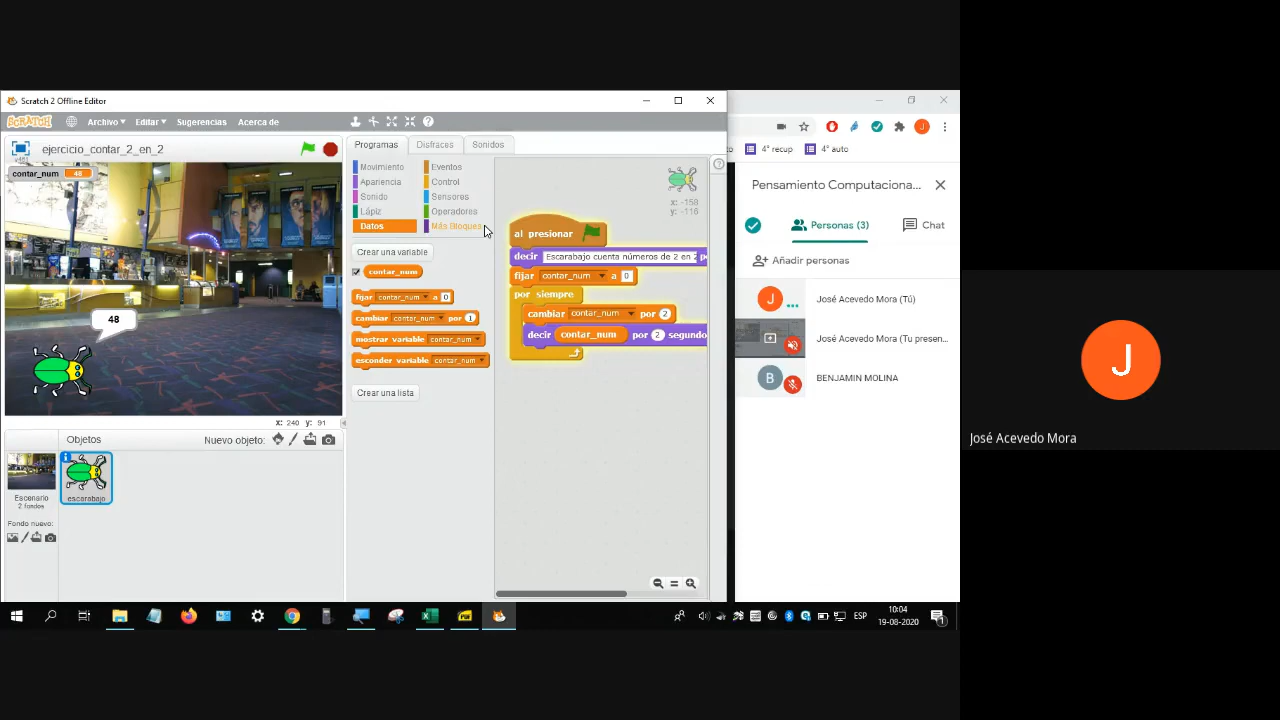 Scratch 2 Offline Editor
SCRATCH Archivo Editar Sugerencias Acerca de
ejercicio_contar_2_en_2
v461
contar_num 48
48
x: 240 y: 91
Objetos Nuevo objeto:
Escenario
2 fondos
Fondo nuevo:
escarabajo
Programas Disfraces Sonidos
Movimiento Eventos
Apariencia Control
Sonido Sensores
Lápiz Operadores
Datos Más Bloques
Crear una variable
contar_num
fijar contar_num a 0
cambiar contar_num por 1
mostrar variable contar_num
esconder variable contar_num
Crear una lista
x: -158
y: -116
al presionar
decir Escarabajo cuenta números de 2 en 2 po
fijar contar_num a 0
por siempre
cambiar contar_num por 2
decir contar_num por 2 segundo
4° recup 4° auto
Pensamiento Computaciona...
Personas (3) Chat
Añadir personas
J José Acevedo Mora (Tú)
José Acevedo Mora (Tu presen...
B BENJAMIN MOLINA
J
José Acevedo Mora
ESP
10:04
19-08-2020